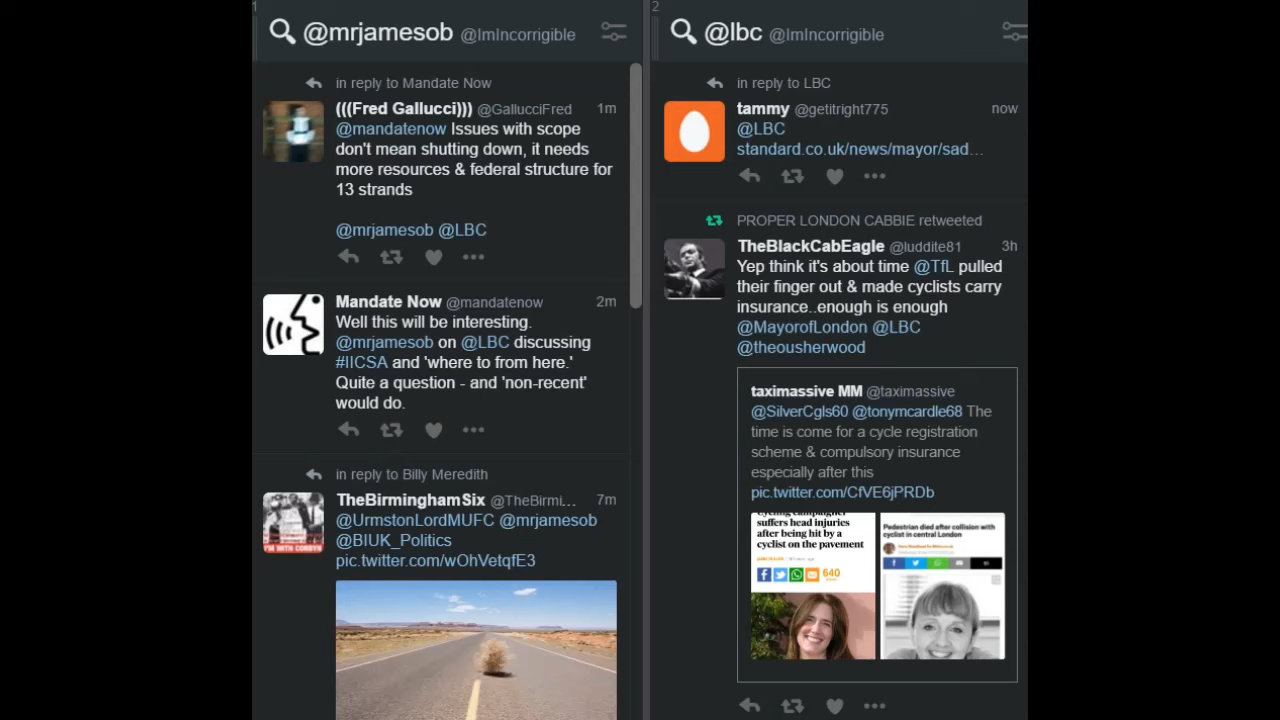 1
@mrjamesob @ImIncorrigible
in reply to Mandate Now
(((Fred Gallucci))) @GallucciFred 1m
@mandatenow Issues with scope
don't mean shutting down, it needs
more resources & federal structure for
13 strands
@mrjamesob @LBC
Mandate Now @mandatenow 2m
Well this will be interesting.
@mrjamesob on @LBC discussing
#IICSA and 'where to from here.'
Quite a question - and 'non-recent'
would do.
in reply to Billy Meredith
TheBirminghamSix @TheBirmi... 7m
@UrmstonLordMUFC @mrjamesob
@BIUK_Politics
pic.twitter.com/wOhVetqfE3
I'M WITH CORBYN
2
@lbc @ImIncorrigible
in reply to LBC
tammy @getitright775 now
@LBC
standard.co.uk/news/mayor/sad...
PROPER LONDON CABBIE retweeted
TheBlackCabEagle @luddite81 3h
Yep think it's about time @TfL pulled
their finger out & made cyclists carry
insurance..enough is enough
@MayorofLondon @LBC
@theousherwood
taximassive MM @taximassive
@SilverCgls60 @tonymcardle68 The
time is come for a cycle registration
scheme & compulsory insurance
especially after this
pic.twitter.com/CfVE6jPRDb
Cycling campaigner
suffers head injuries
after being hit by a
cyclist on the pavement
640
Pedestrian died after collision with
cyclist in central London